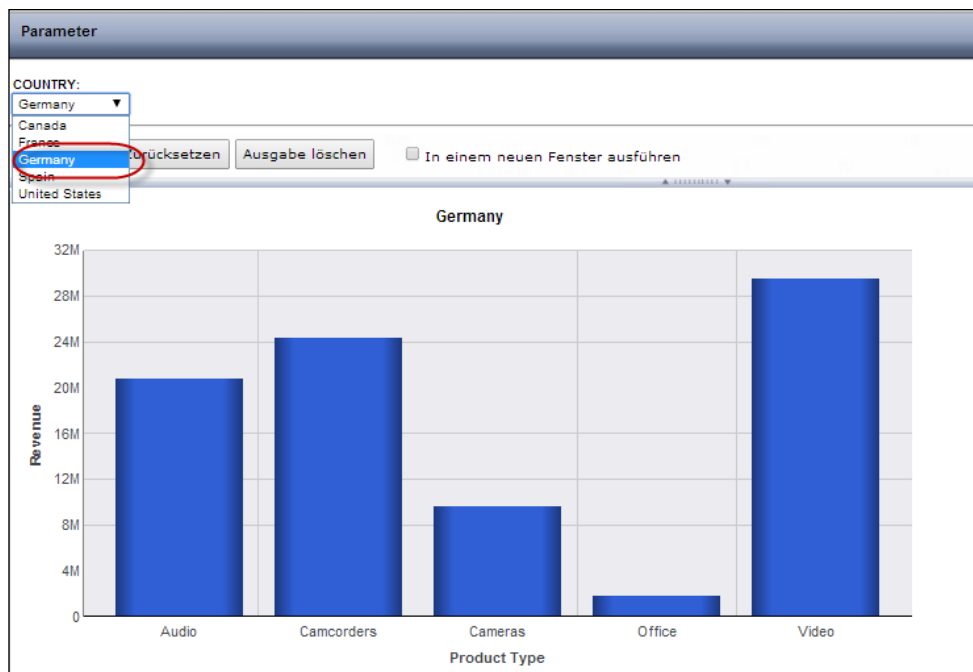 Parameter
COUNTRY:
Germany
Canada
France
Germany
Spain
United States
urücksetzen
Ausgabe löschen
In einem neuen Fenster ausführen
Germany
32M
28M
24M
20M
16M
12M
8M
4M
0
Revenue
Audio
Camcorders
Cameras
Office
Video
Product Type